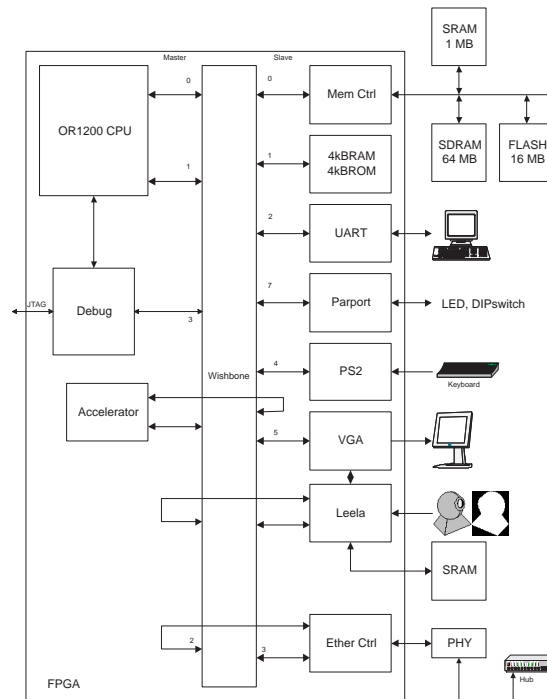 SRAM
1 MB
Master
Slave
0
0
OR1200 CPU
Mem Ctrl
SDRAM
64 MB
FLASH
16 MB
1
1
4kBRAM
4kBROM
2
UART
7
Parport
LED, DIPswitch
JTAG
Debug
3
Wishbone
4
PS2
Keyboard
Accelerator
5
VGA
Leela
SRAM
2
3
Ether Ctrl
PHY
Hub
FPGA